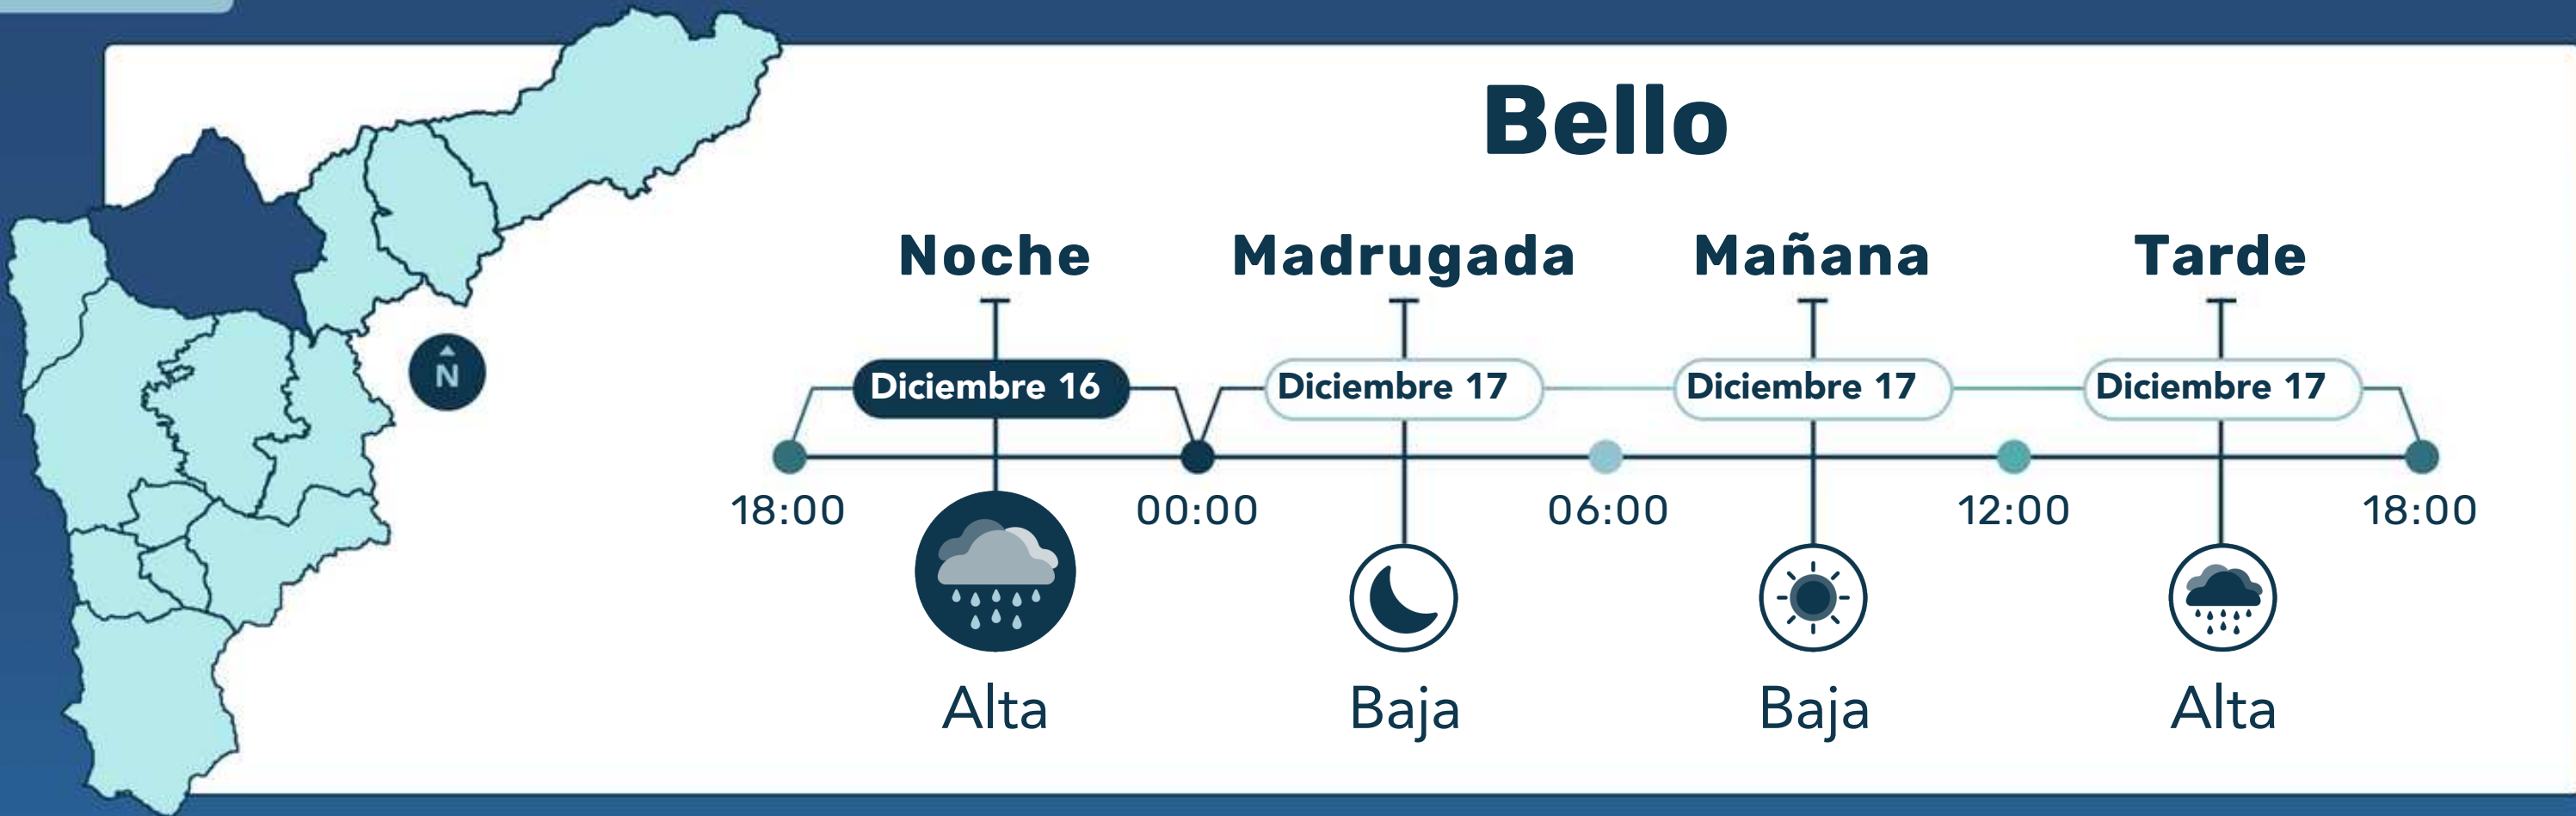 Bello
Noche Madrugada Mañana Tarde
Diciembre 16 Diciembre 17 Diciembre 17 Diciembre 17
N
18:00 00:00 06:00 12:00 18:00
Alta Baja Baja Alta